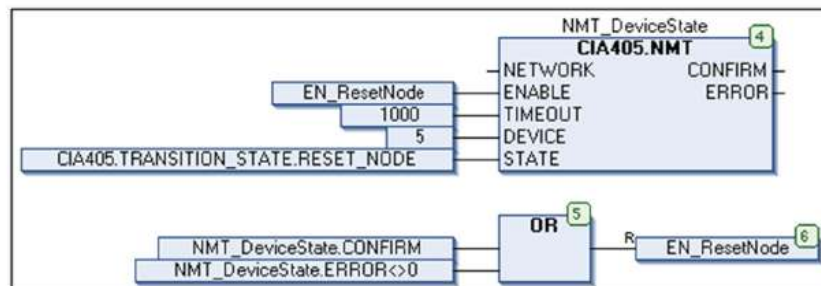 NMT_DeviceState
CIA405.NMT
4
NETWORK
CONFIRM
EN_ResetNode
ENABLE
ERROR
1000
TIMEOUT
5
DEVICE
CIA405.TRANSITION_STATE.RESET_NODE
STATE
OR
5
NMT_DeviceState.CONFIRM
R
EN_ResetNode
6
NMT_DeviceState.ERROR<>0